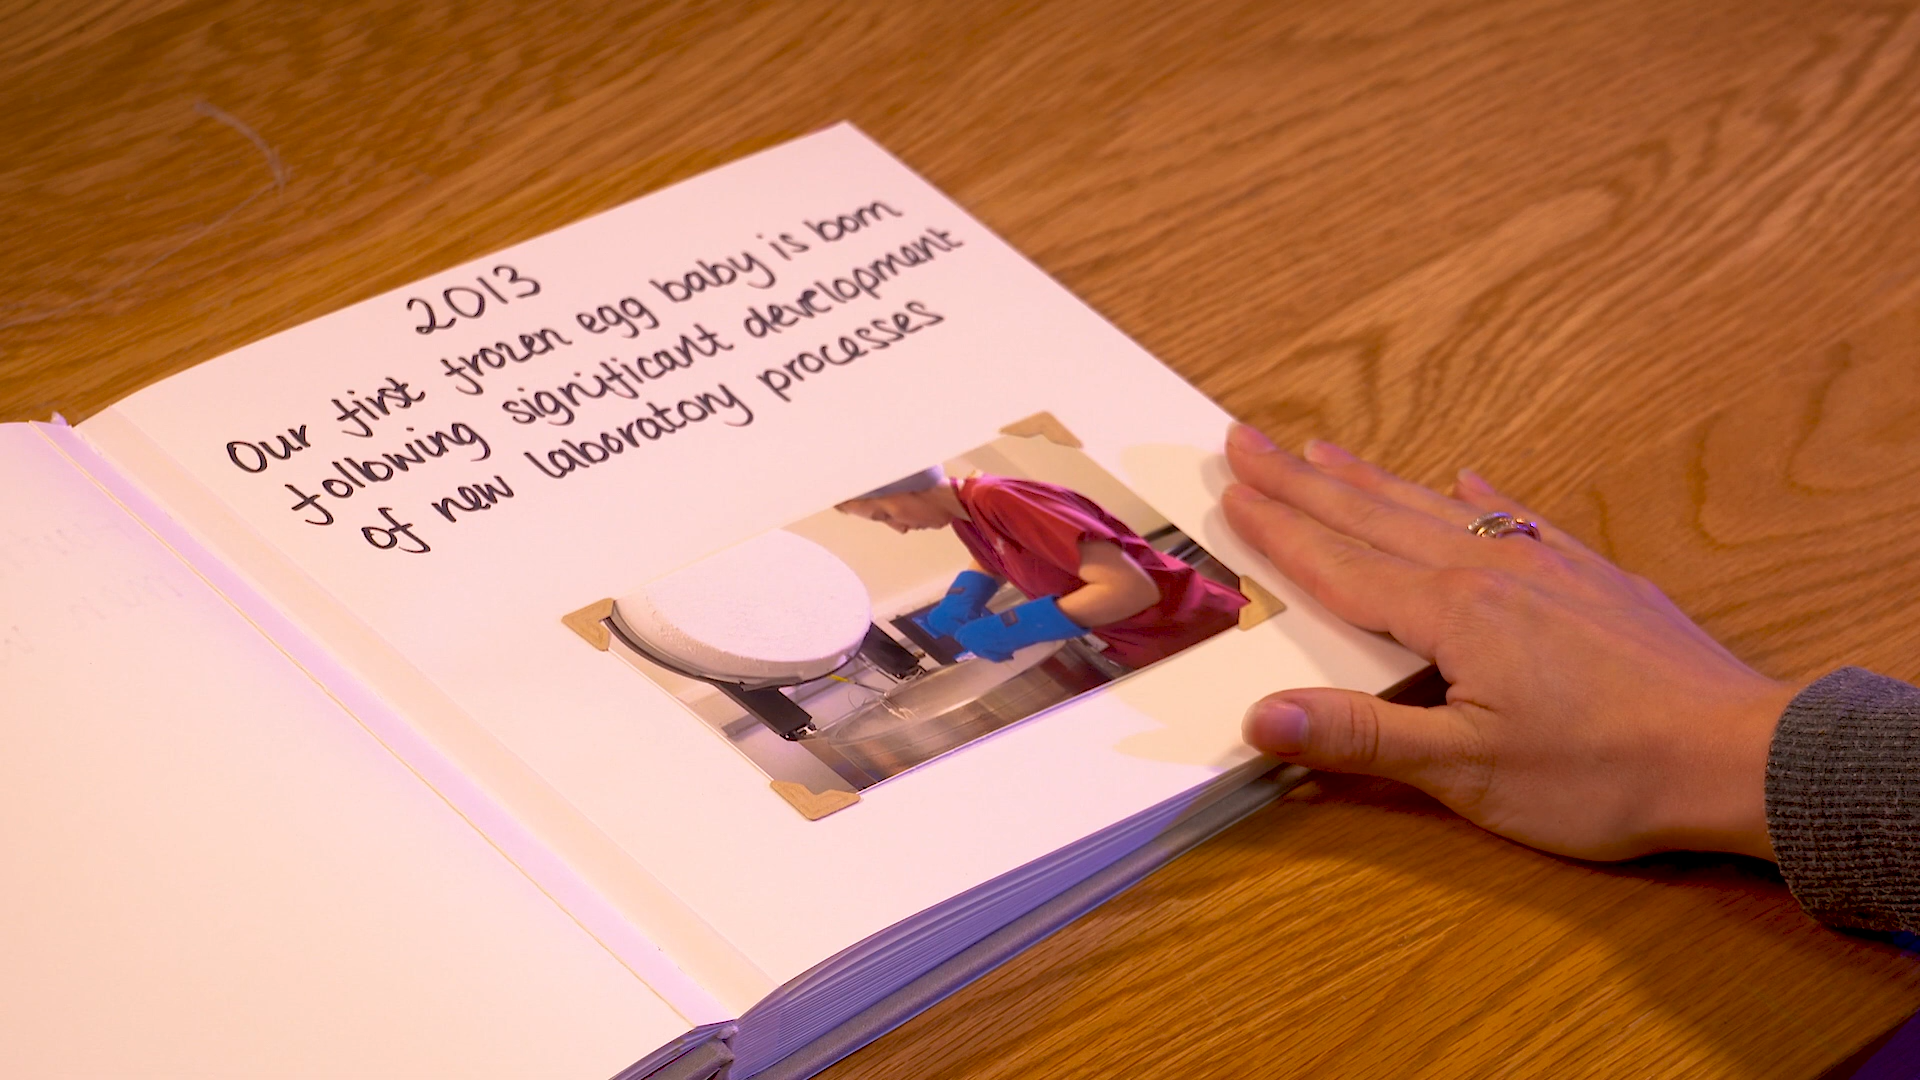 2013
Our first frozen egg baby is born
following significant development
of new laboratory processes